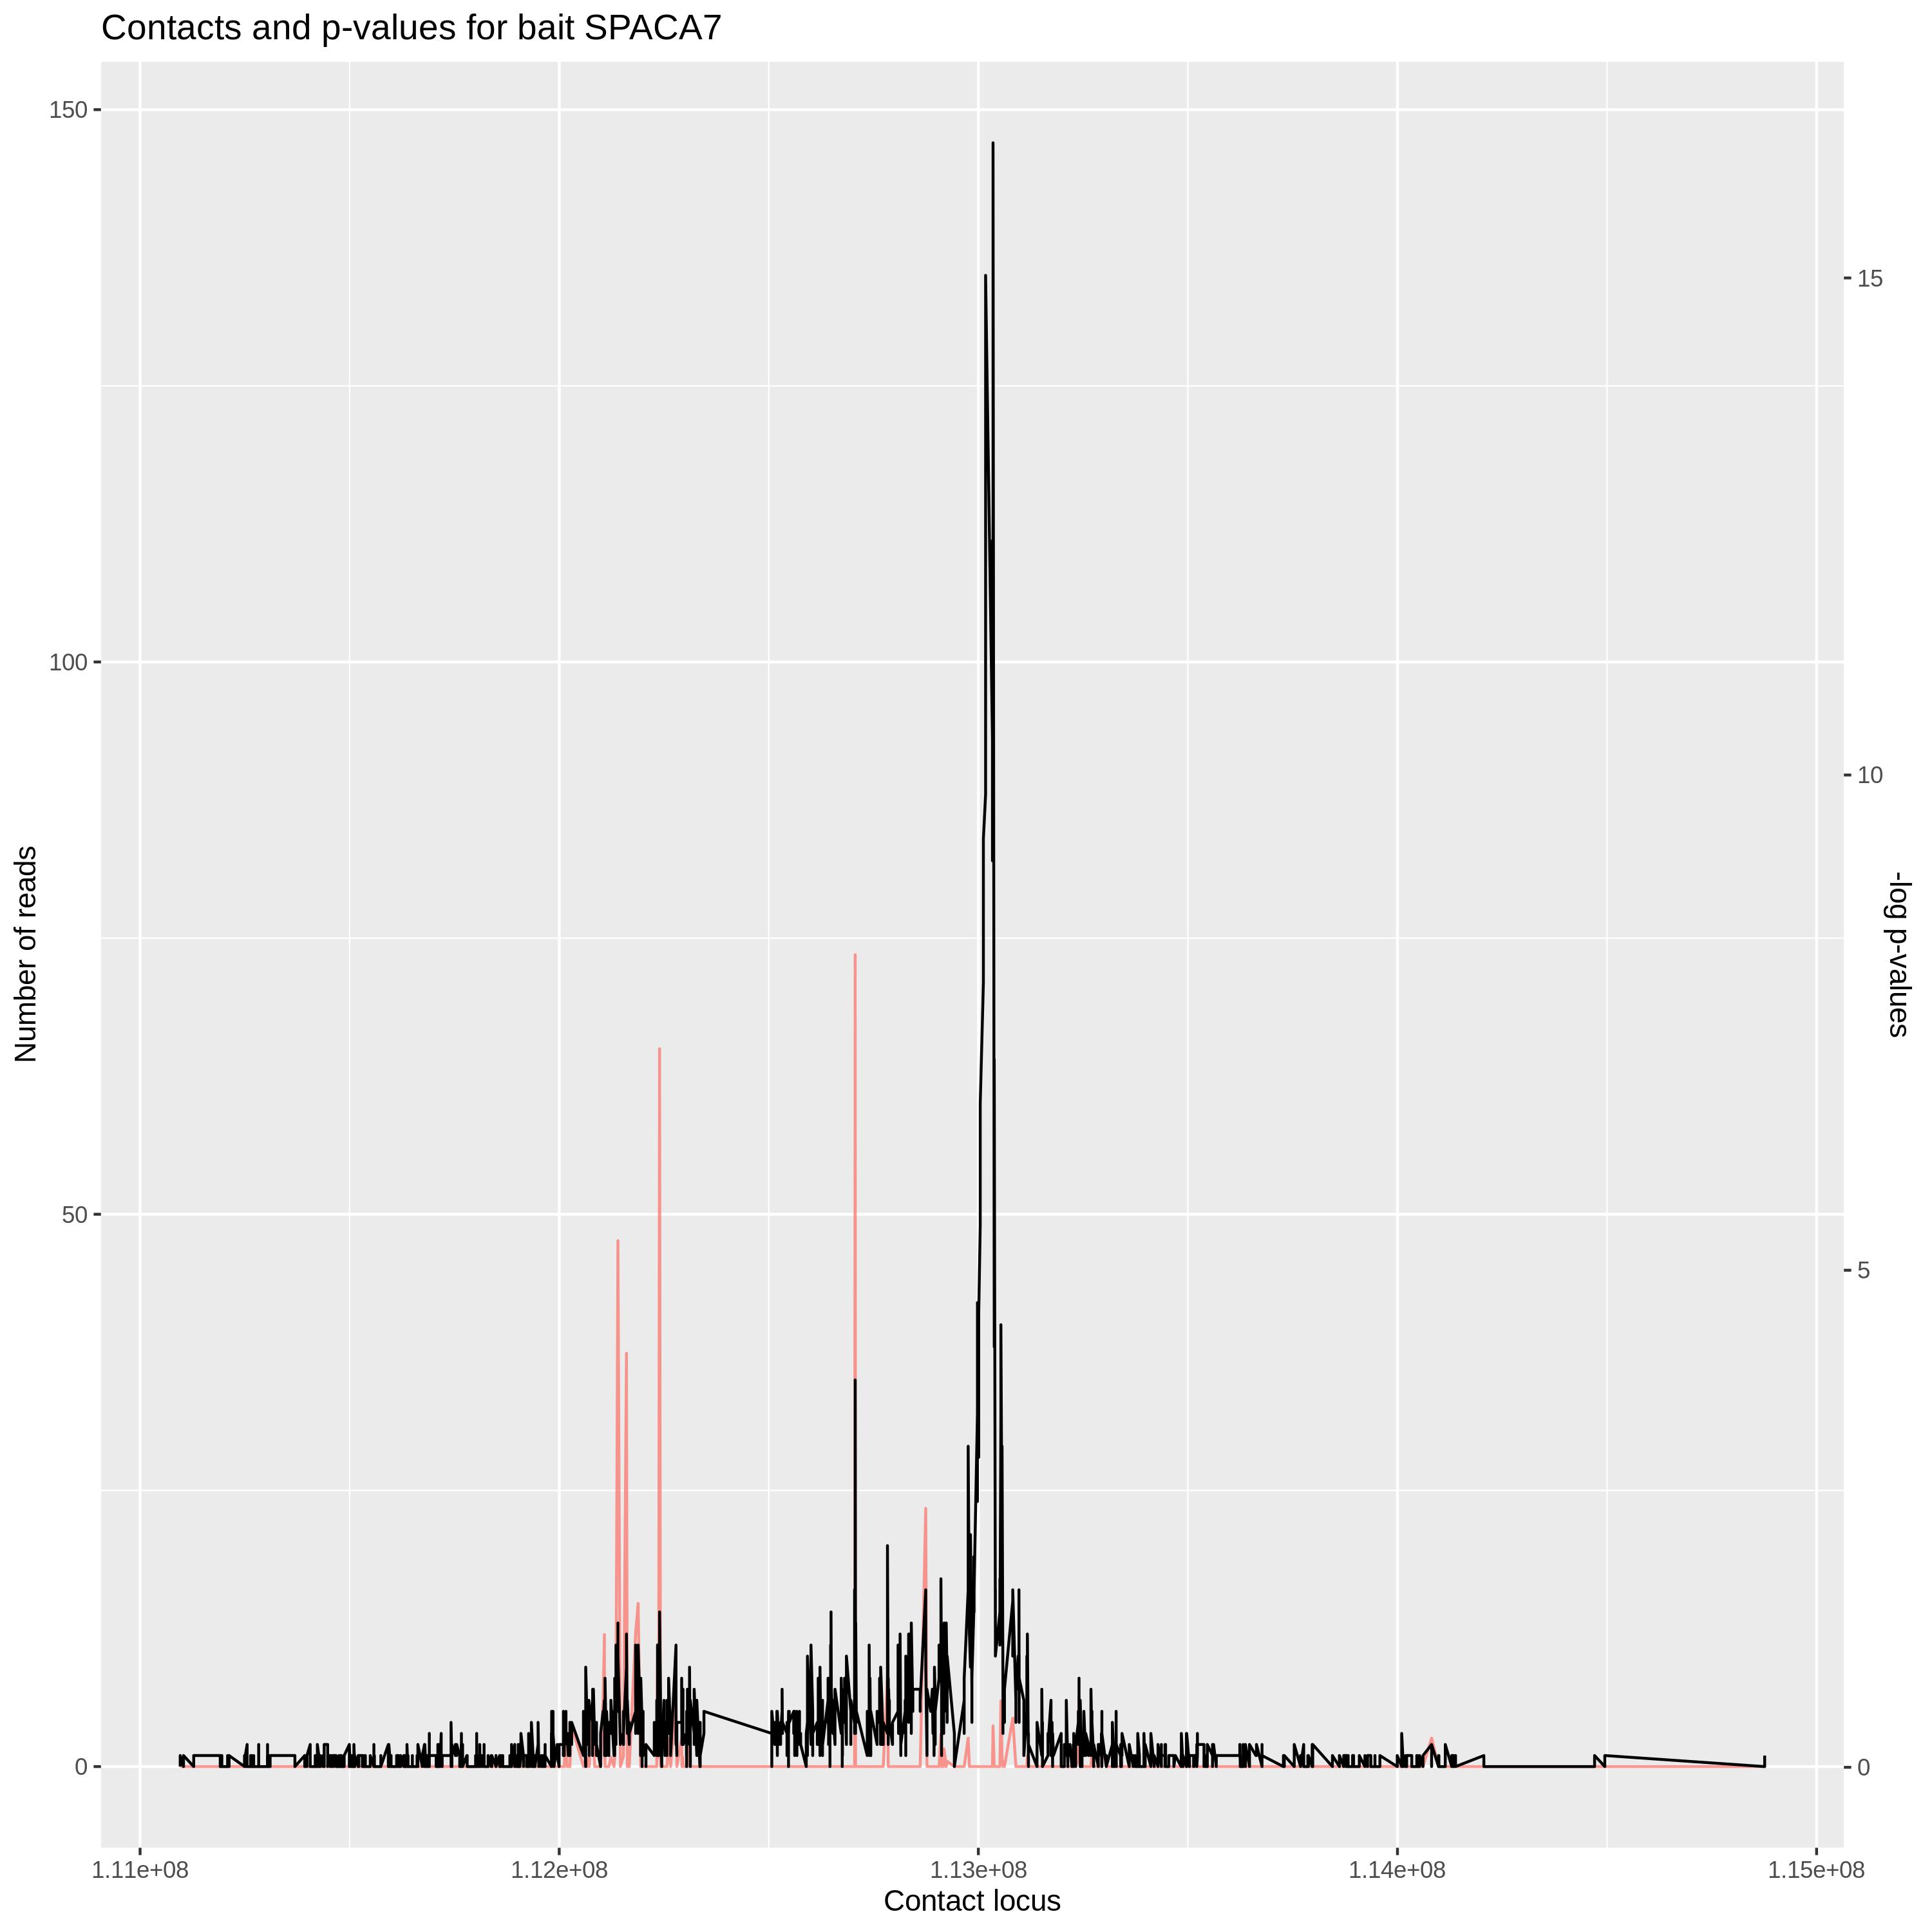 Contacts and p-values for bait SPACA7
150
100
50
0
Number of reads
15
10
5
0
-log p-values
1.11e+08
1.12e+08
1.13e+08
1.14e+08
1.15e+08
Contact locus